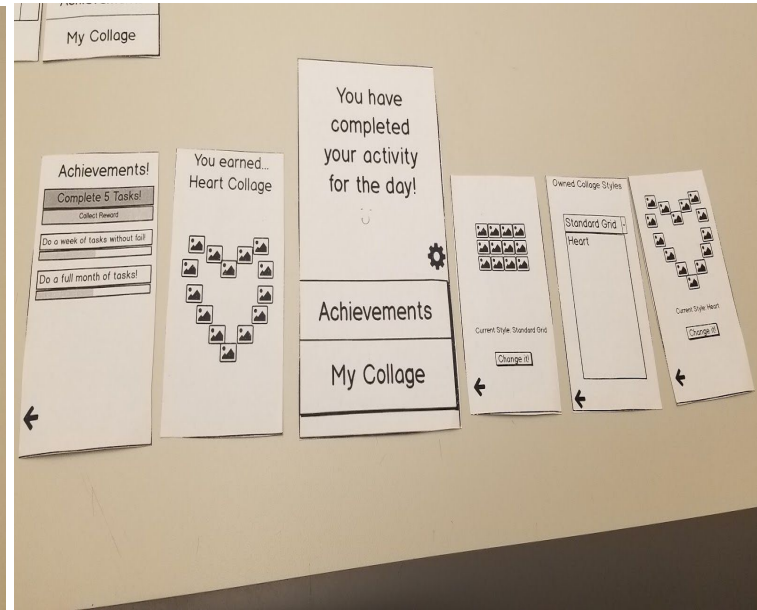 My Collage
Achievements!
Complete 5 Tasks!
Collect Reward
Do a week of tasks without fail!
Do a full month of tasks!
You earned...
Heart Collage
You have
completed
your activity
for the day!
Achievements
My Collage
Current Style: Standard Grid
Change it!
Owned Collage Styles
Standard Grid
Heart
Current Style: Heart
Change it!